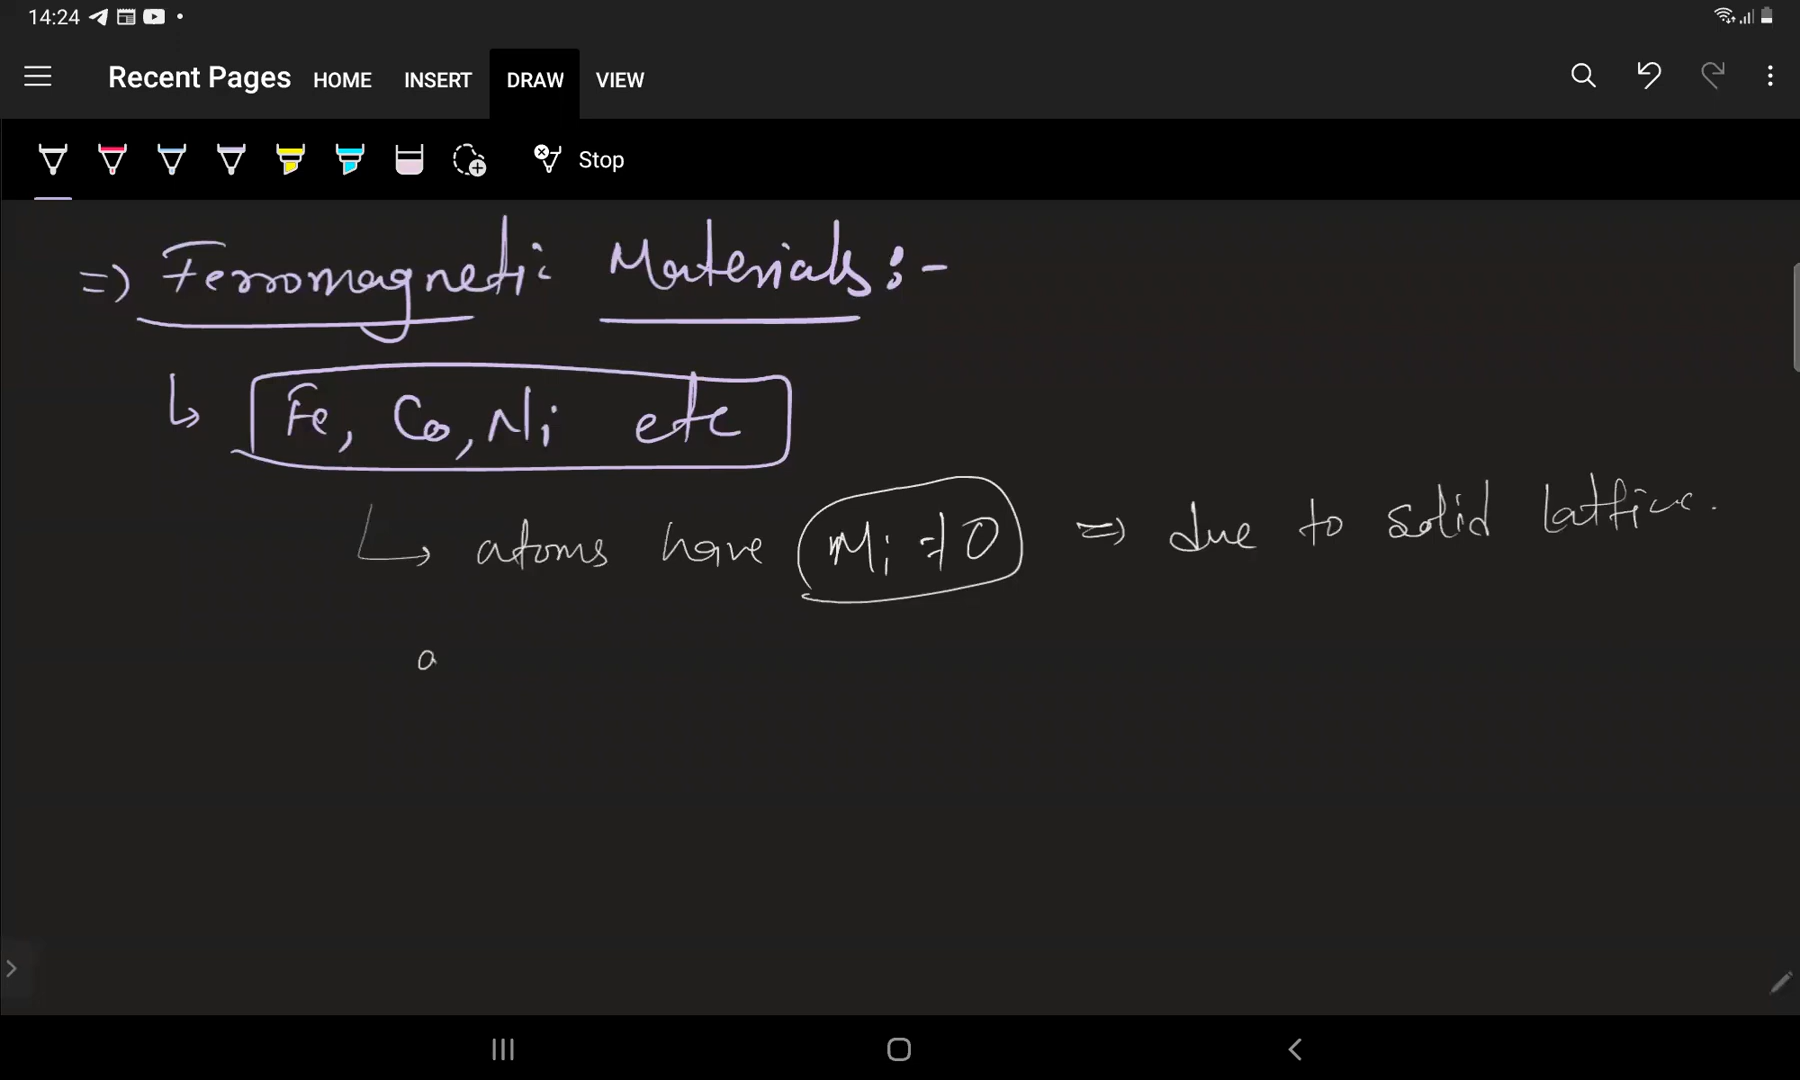 14:24
Recent Pages HOME INSERT DRAW VIEW
Stop
=> Ferromagnetic Materials :-
↳ Fe, Co, Ni etc
↳ atoms have Mi ≠ 0 => due to solid lattice.
a